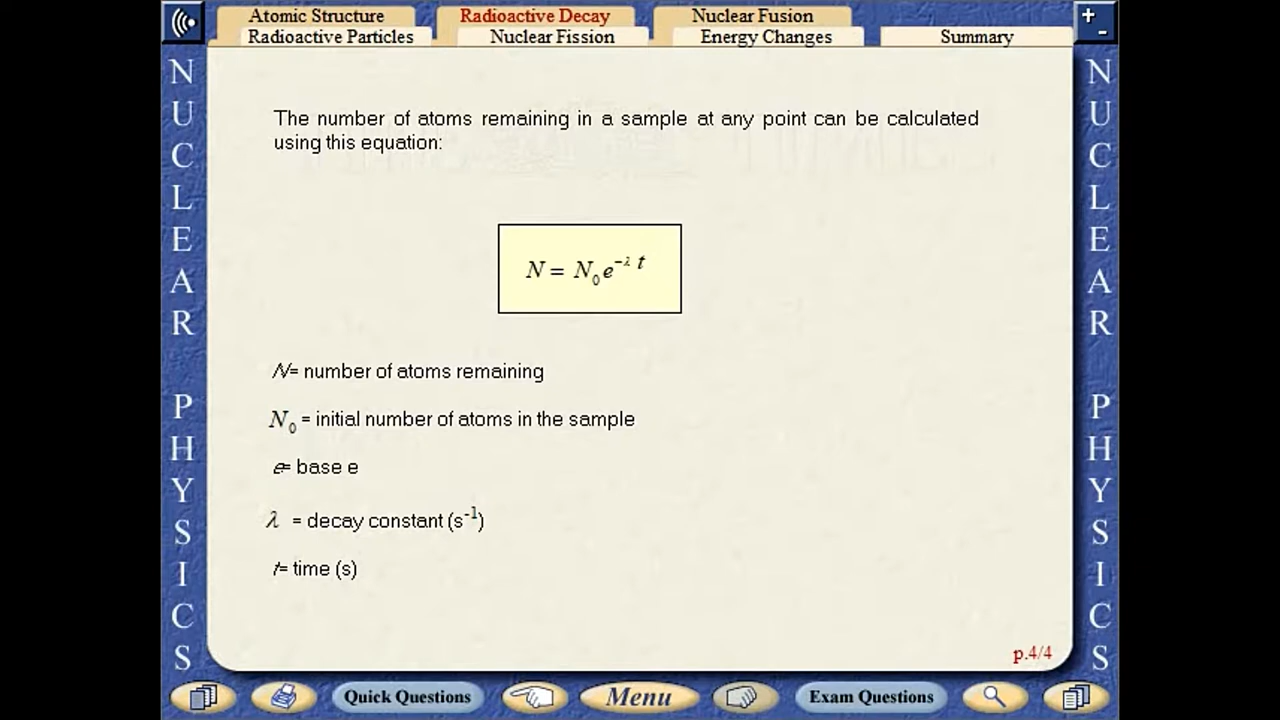 Atomic Structure
Radioactive Decay
Nuclear Fusion
Radioactive Particles
Nuclear Fission
Energy Changes
Summary
+
-
NUCLEAR PHYSICS
NUCLEAR PHYSICS
The number of atoms remaining in a sample at any point can be calculated
using this equation:
N = N₀e^(−λ t)
N= number of atoms remaining
N₀ = initial number of atoms in the sample
e= base e
λ = decay constant (s⁻¹)
t= time (s)
p.4/4
Quick Questions
Menu
Exam Questions